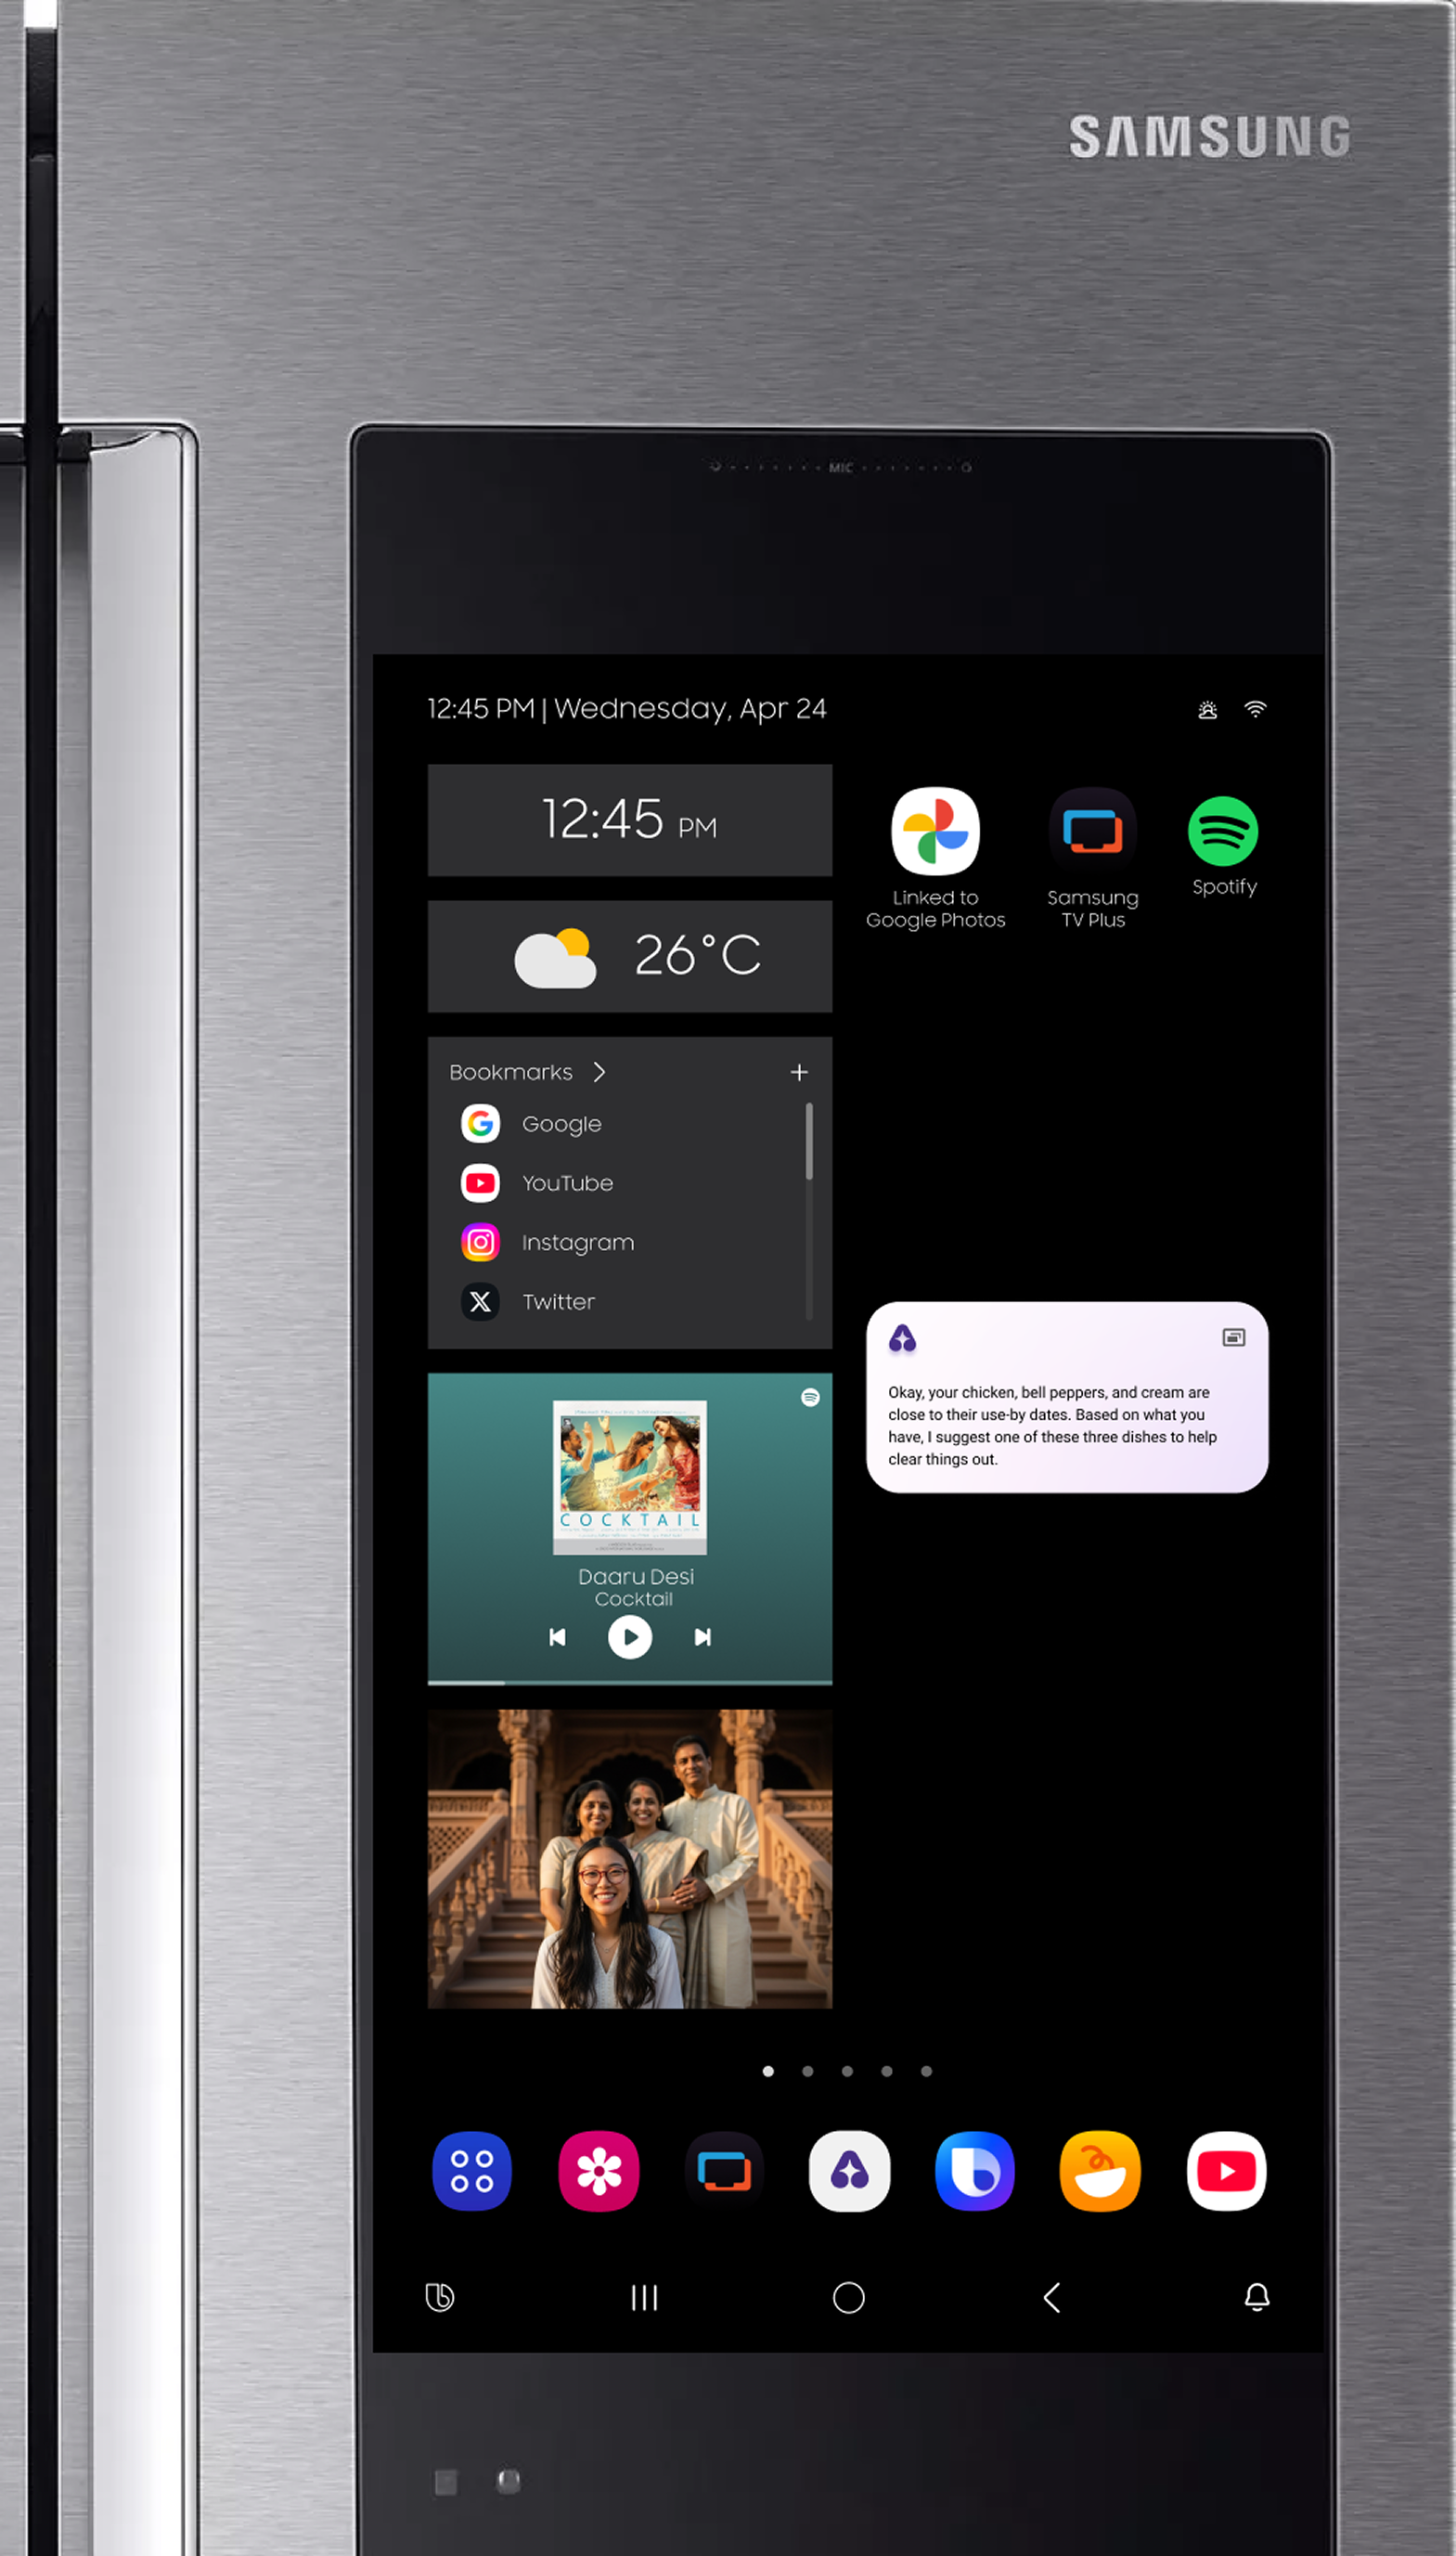 SAMSUNG
MIC
12:45 PM | Wednesday, Apr 24
12:45 PM
26°C
Bookmarks
Google
YouTube
Instagram
Twitter
COCKTAIL
Daaru Desi
Cocktail
Linked to
Google Photos
Samsung
TV Plus
Spotify
Okay, your chicken, bell peppers, and cream are
close to their use-by dates. Based on what you
have, I suggest one of these three dishes to help
clear things out.